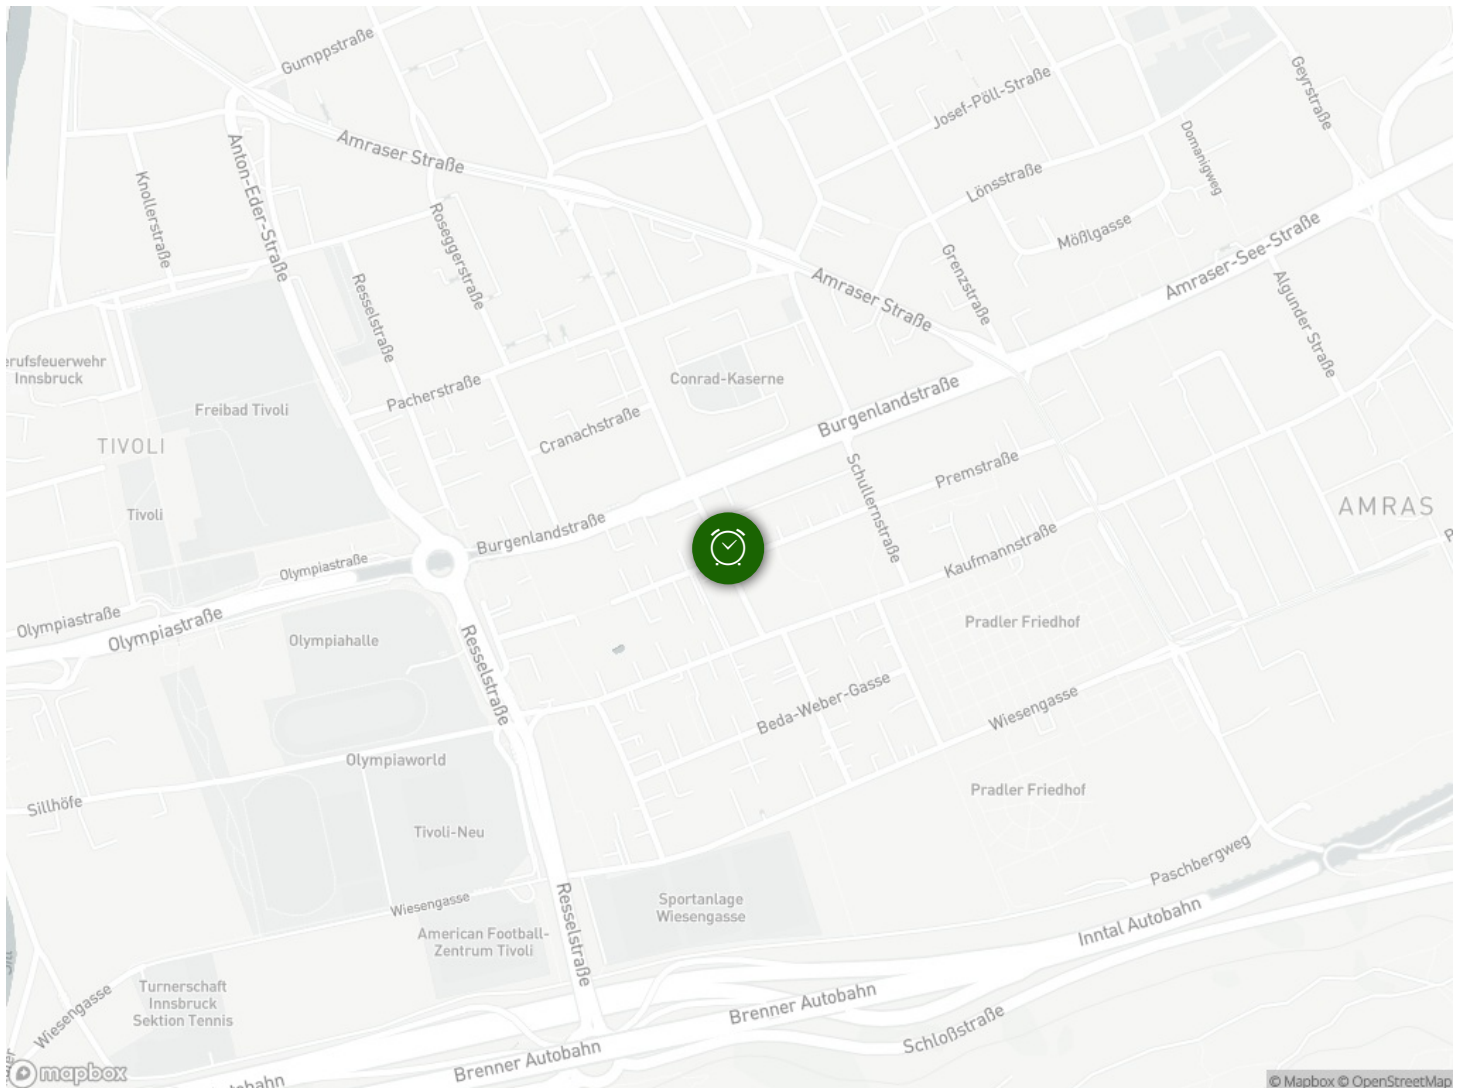 Gumppstraße
Geyrstraße
Josef-Pöll-Straße
Amraser Straße
Anton-Eder-Straße
Domanigweg
Lönsstraße
Knollerstraße
Roseggerstraße
Mößlgasse
Amraser-See-Straße
Grenzstraße
Resselstraße
Amraser Straße
Algunder Straße
erufsfeuerwehr
Innsbruck
Conrad-Kaserne
Pacherstraße
Burgenlandstraße
Freibad Tivoli
Cranachstraße
TIVOLI
Premstraße
Schullernstraße
AMRAS
Tivoli
Burgenlandstraße
Kaufmannstraße
Olympiastraße
Olympiastraße
Olympiastraße
Olympiahalle
Pradler Friedhof
Resselstraße
Beda-Weber-Gasse
Wiesengasse
Olympiaworld
Pradler Friedhof
Sillhöfe
Tivoli-Neu
Paschbergweg
Wiesengasse
Sportanlage
Wiesengasse
Resselstraße
Inntal Autobahn
American Football-
Zentrum Tivoli
Sill
Turnerschaft
Innsbruck
Sektion Tennis
Wiesengasse
Brenner Autobahn
Schloßstraße
Brenner Autobahn
mapbox
© Mapbox © OpenStreetMap